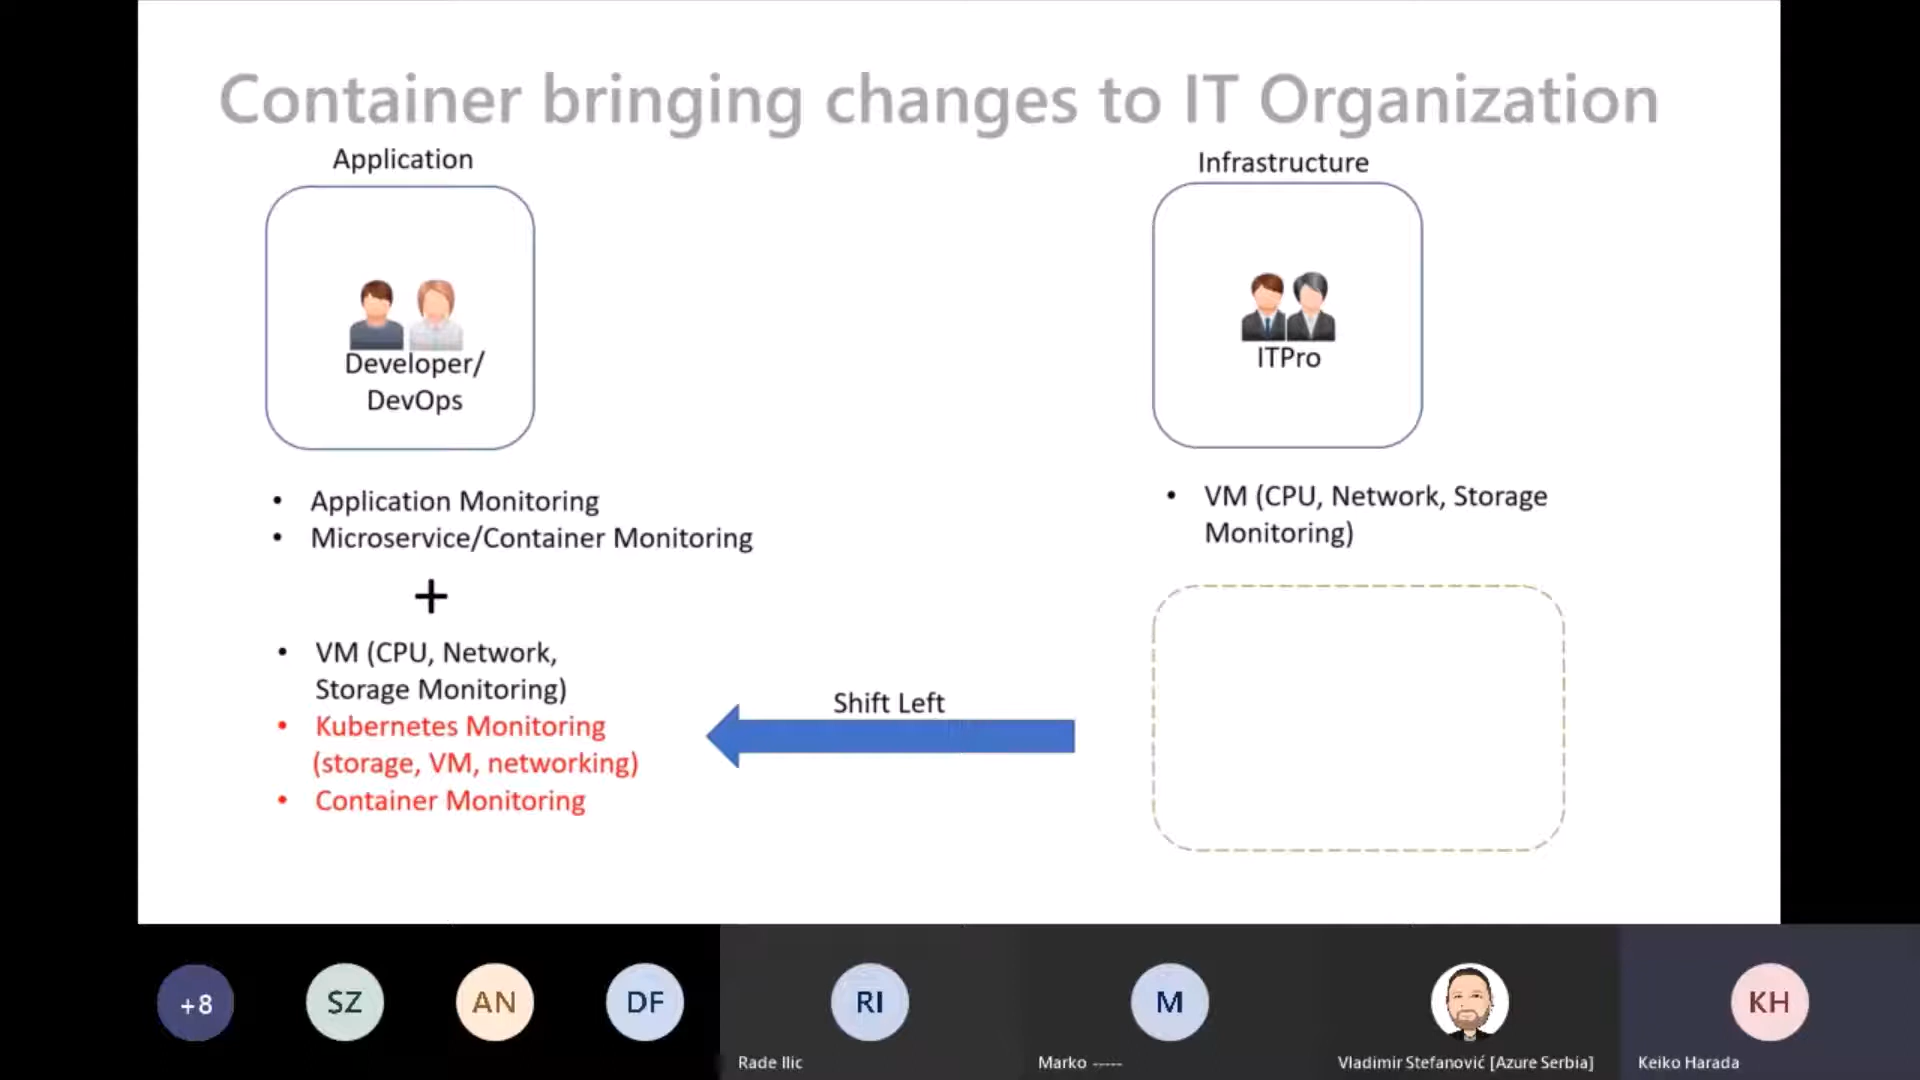 Container bringing changes to IT Organization
Application
Developer/
DevOps
• Application Monitoring
• Microservice/Container Monitoring
+
• VM (CPU, Network,
Storage Monitoring)
• Kubernetes Monitoring
(storage, VM, networking)
• Container Monitoring
Shift Left
Infrastructure
ITPro
• VM (CPU, Network, Storage
Monitoring)
+8
SZ
AN
DF
RI
Rade Ilic
M
Marko -----
Vladimir Stefanović [Azure Serbia]
KH
Keiko Harada